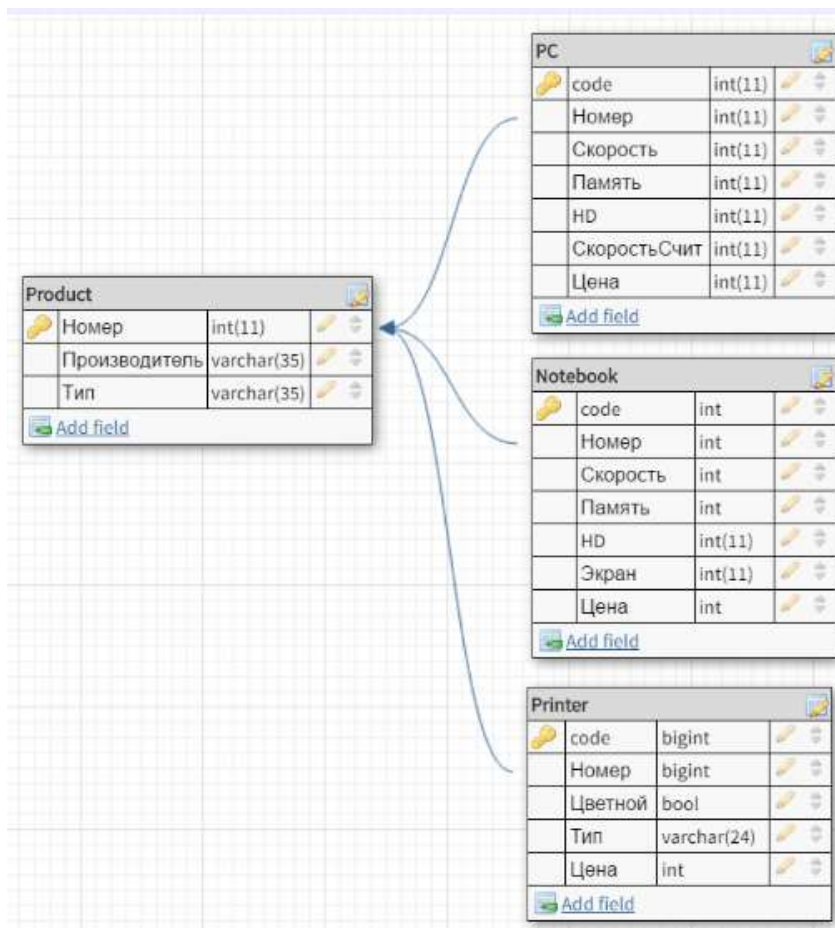 Product
Номер int(11)
Производитель varchar(35)
Тип varchar(35)
Add field
PC
code int(11)
Номер int(11)
Скорость int(11)
Память int(11)
HD int(11)
СкоростьСчит int(11)
Цена int(11)
Add field
Notebook
code int
Номер int
Скорость int
Память int
HD int(11)
Экран int(11)
Цена int
Add field
Printer
code bigint
Номер bigint
Цветной bool
Тип varchar(24)
Цена int
Add field